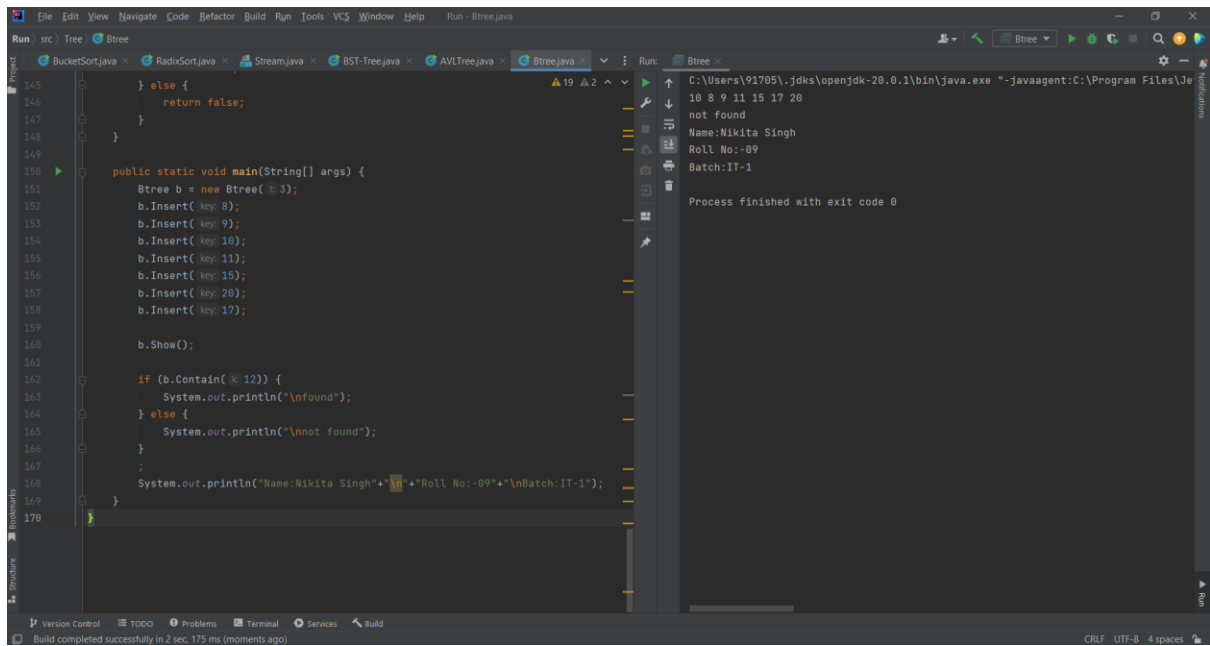 File Edit View Navigate Code Refactor Build Run Tools VCS Window Help Run - Btree.java
Run src Tree Btree
Btree
BucketSort.java RadixSort.java Stream.java BST-Tree.java AVLTree.java Btree.java
Run: Btree
Project
Notifications
19 2
145 } else {
146 return false;
147 }
148 }
149
150 public static void main(String[] args) {
151 Btree b = new Btree( t: 3);
152 b.Insert( key: 8);
153 b.Insert( key: 9);
154 b.Insert( key: 10);
155 b.Insert( key: 11);
156 b.Insert( key: 15);
157 b.Insert( key: 20);
158 b.Insert( key: 17);
159
160 b.Show();
161
162 if (b.Contain( k: 12)) {
163 System.out.println("\nfound");
164 } else {
165 System.out.println("\nnot found");
166 }
167 ;
168 System.out.println("Name:Nikita Singh"+"\n"+"Roll No:-09"+"\nBatch:IT-1");
169 }
170 }
C:\Users\91705\.jdks\openjdk-20.0.1\bin\java.exe "-javaagent:C:\Program Files\Je
10 8 9 11 15 17 20
not found
Name:Nikita Singh
Roll No:-09
Batch:IT-1
Process finished with exit code 0
Bookmarks
Structure
Run
Version Control TODO Problems Terminal Services Build
Build completed successfully in 2 sec, 175 ms (moments ago)
CRLF UTF-8 4 spaces